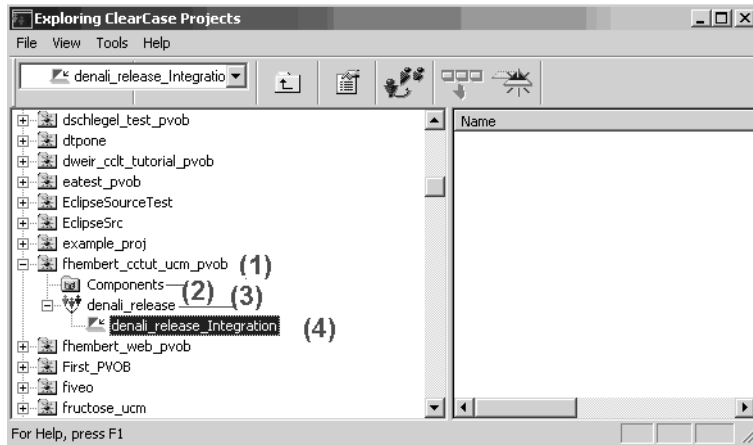 Exploring ClearCase Projects
File View Tools Help
denali_release_Integratio
Name
dschlegel_test_pvob
dtpone
dweir_cclt_tutorial_pvob
eatest_pvob
EclipseSourceTest
EclipseSrc
example_proj
fhembert_cctut_ucm_pvob (1)
Components (2)
denali_release (3)
denali_release_Integration (4)
fhembert_web_pvob
First_PVOB
fiveo
fructose_ucm
For Help, press F1